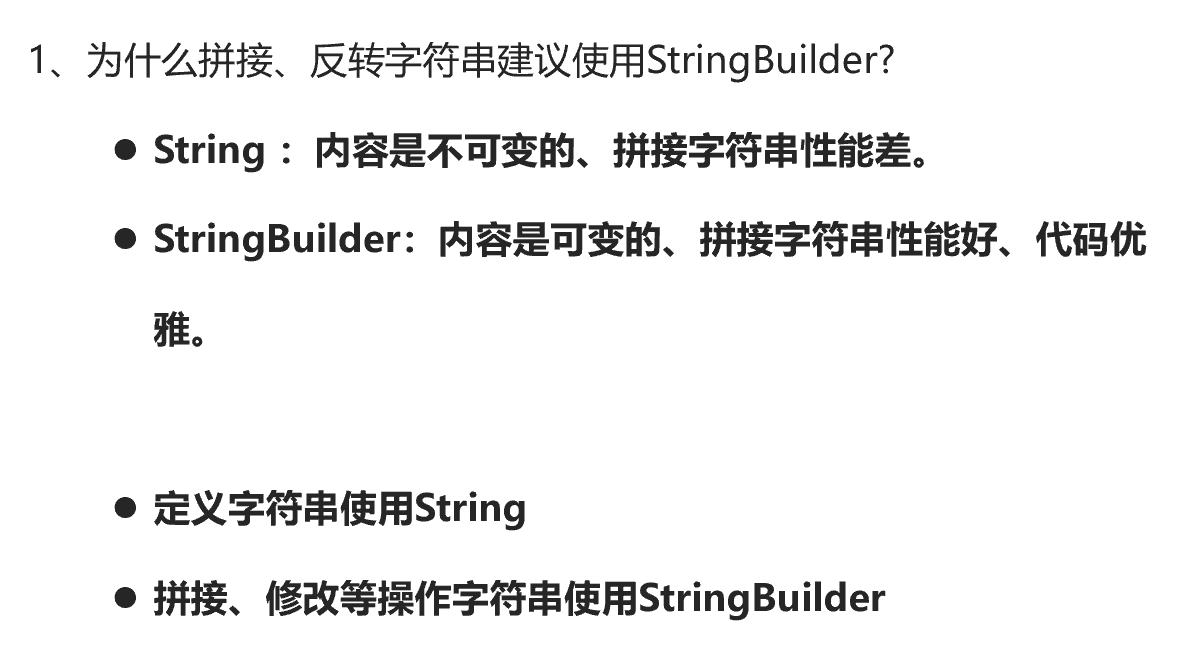 1、为什么拼接、反转字符串建议使用StringBuilder?
● String ：内容是不可变的、拼接字符串性能差。
● StringBuilder：内容是可变的、拼接字符串性能好、代码优
雅。
● 定义字符串使用String
● 拼接、修改等操作字符串使用StringBuilder